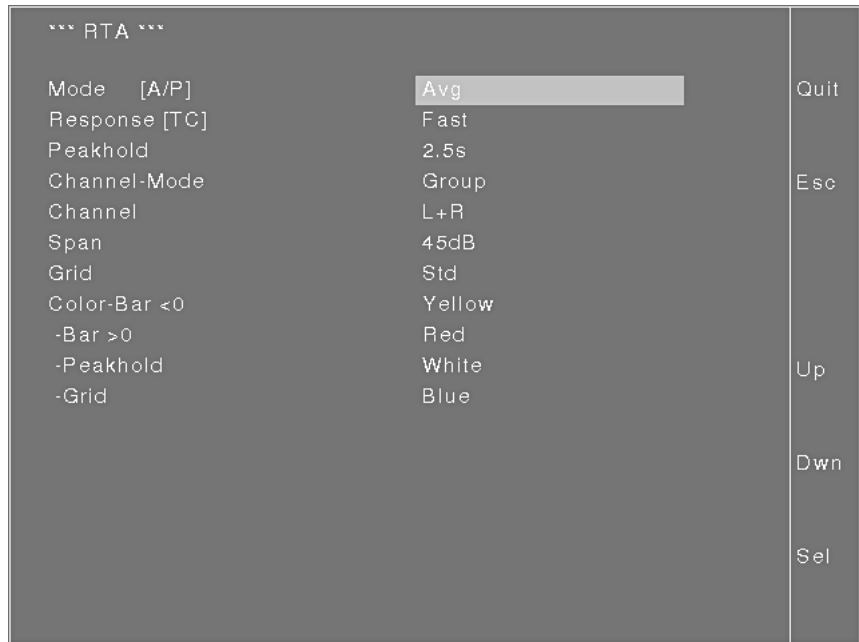 *** RTA ***
Mode [A/P] Avg
Quit
Response [TC] Fast
Peakhold 2.5s
Channel-Mode Group
Esc
Channel L+R
Span 45dB
Grid Std
Color-Bar <0 Yellow
-Bar >0 Red
-Peakhold White
Up
-Grid Blue
Dwn
Sel